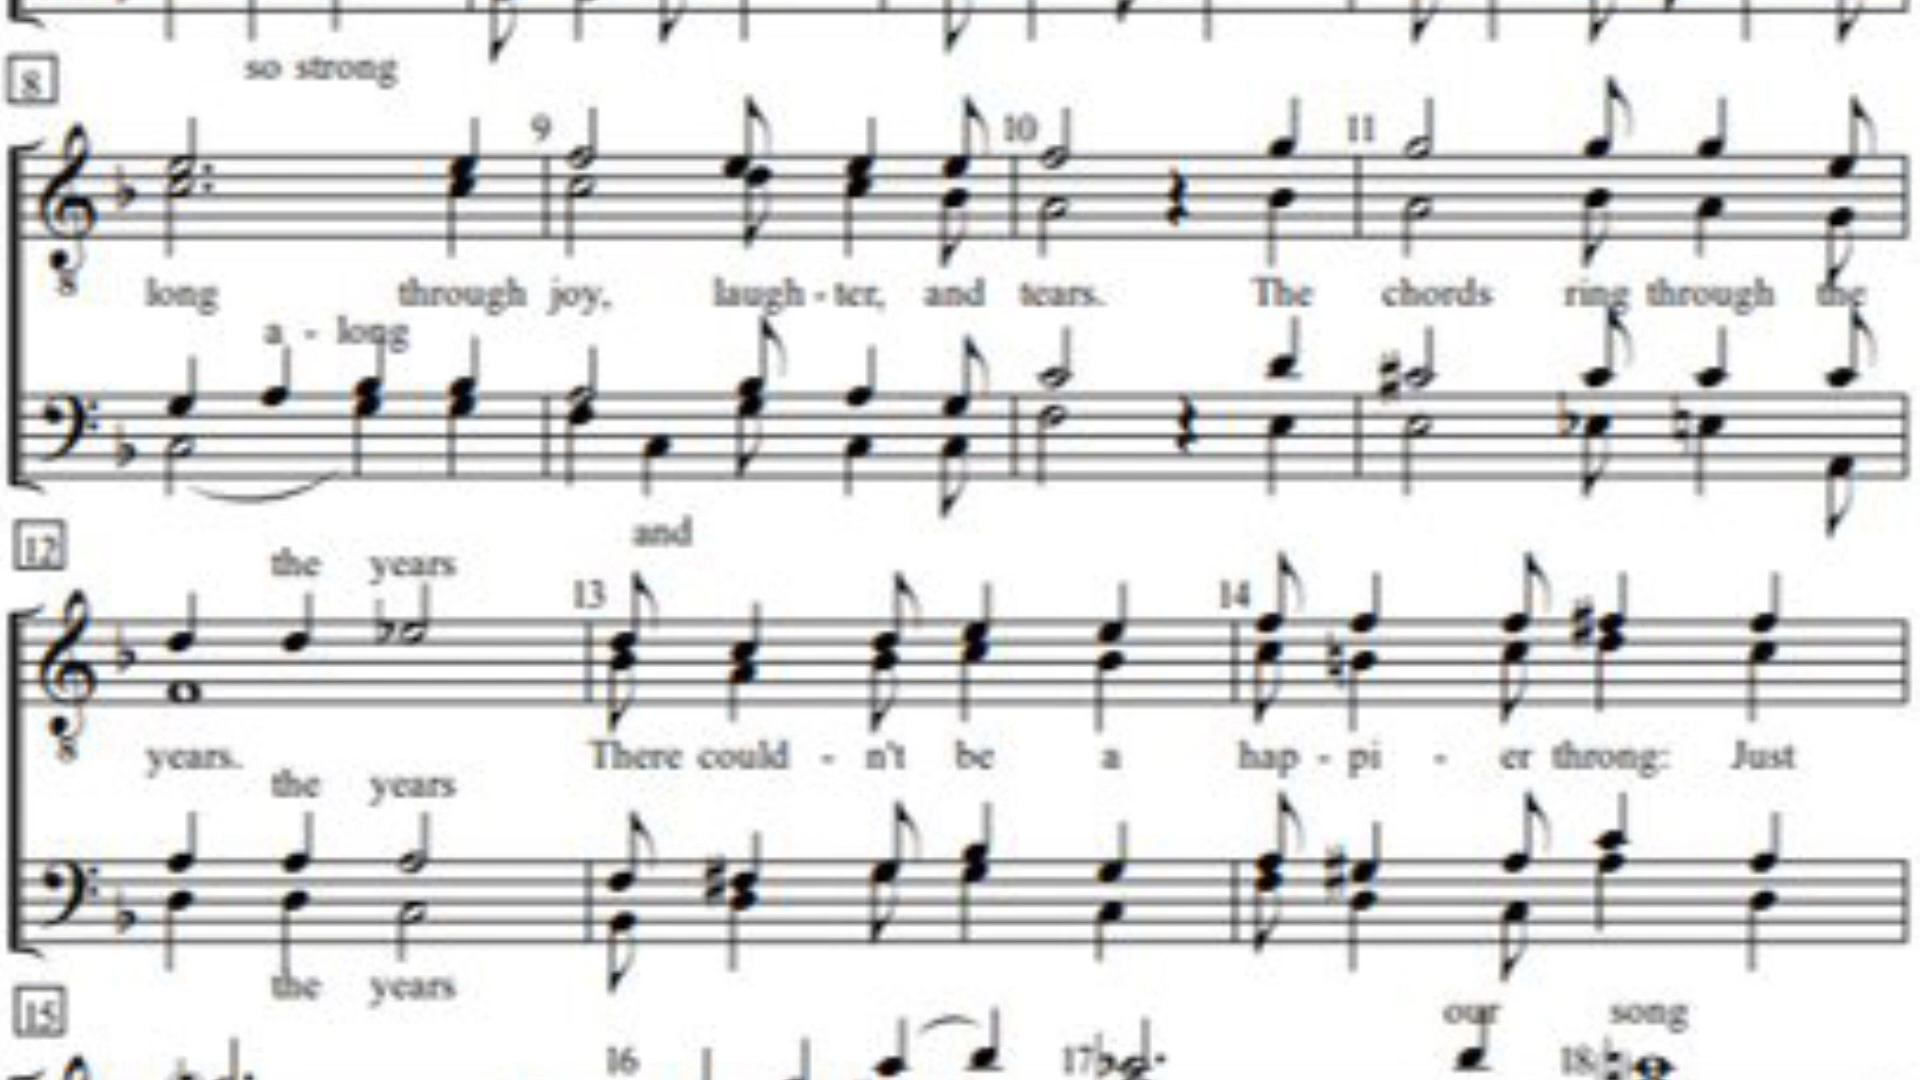 so strong
8
9 10 11
8
long through joy, laugh - ter, and tears. The chords ring through the
a - long
and
12
the years
13 14
8
years. There could - n't be a hap - pi - er throng: Just
the years
the years
15
our song
16 17 18